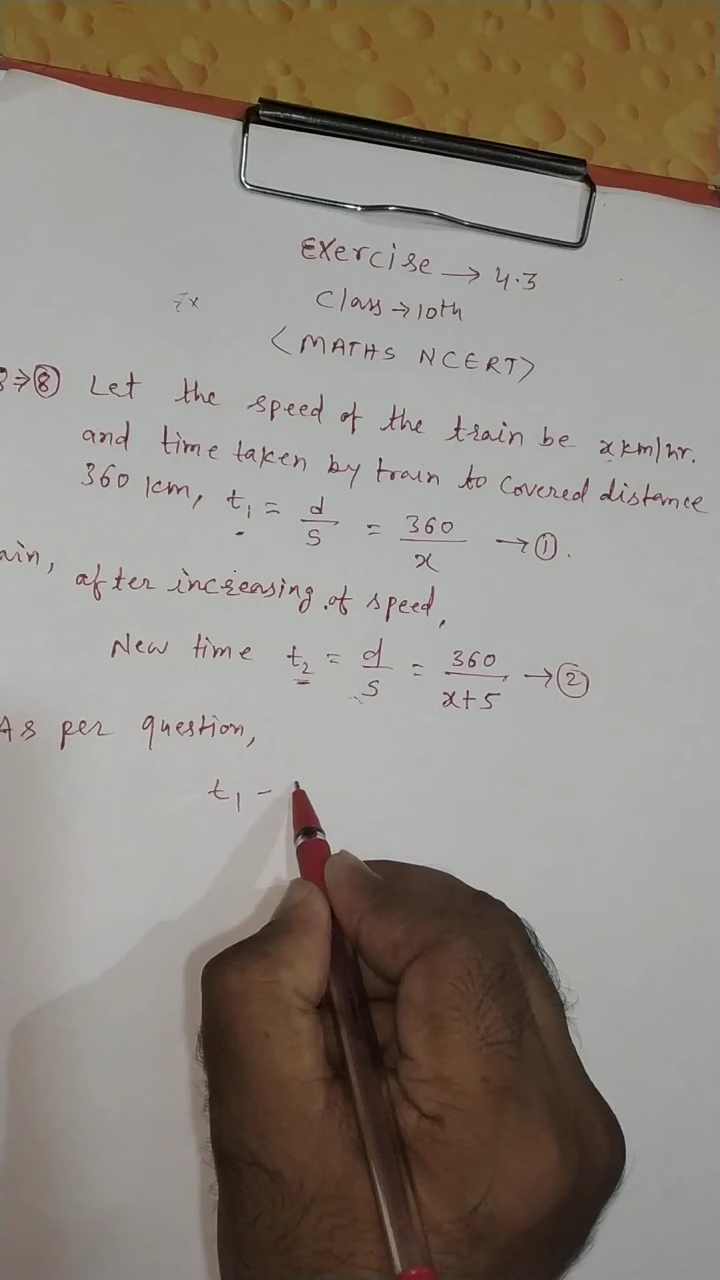 Exercise → 4.3
Class → 10th
<MATHS NCERT>
⇒ ⑧ Let the speed of the train be x km/hr.
and time taken by train to covered distance
360 km, t₁ = d/s = 360/x → ①.
after increasing of speed,
New time t₂ = d/s = 360/x+5 → ②
As per question,
t₁ -